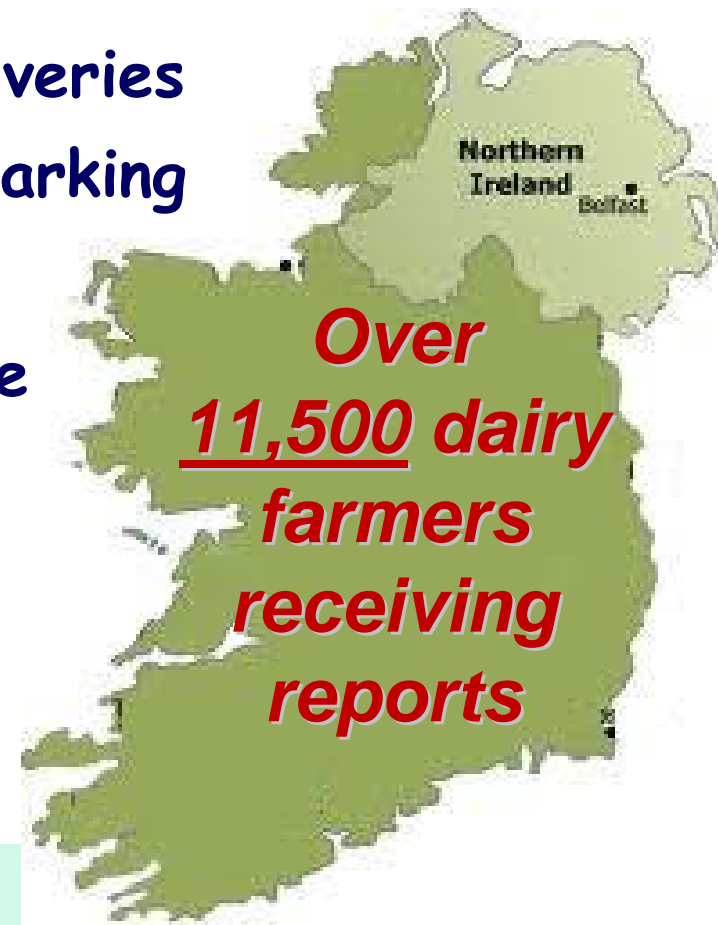 veries
arking
Northern
Ireland
Belfast
e
Over
11,500 dairy
farmers
receiving
reports